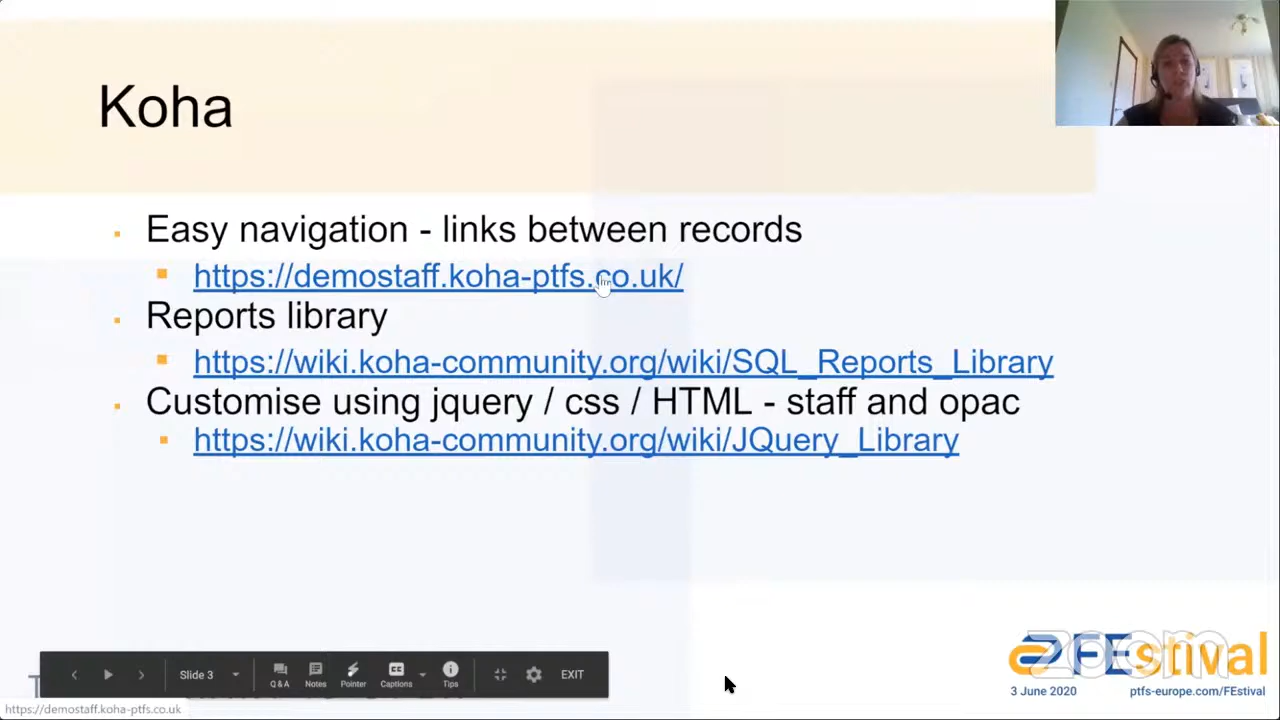 Koha
Easy navigation - links between records
https://demostaff.koha-ptfs.co.uk/
Reports library
https://wiki.koha-community.org/wiki/SQL_Reports_Library
Customise using jquery / css / HTML - staff and opac
https://wiki.koha-community.org/wiki/JQuery_Library
FEstival
zoom
3 June 2020 ptfs-europe.com/FEstival
Slide 3 Q&A Notes Pointer CC Captions Tips EXIT
https://demostaff.koha-ptfs.co.uk